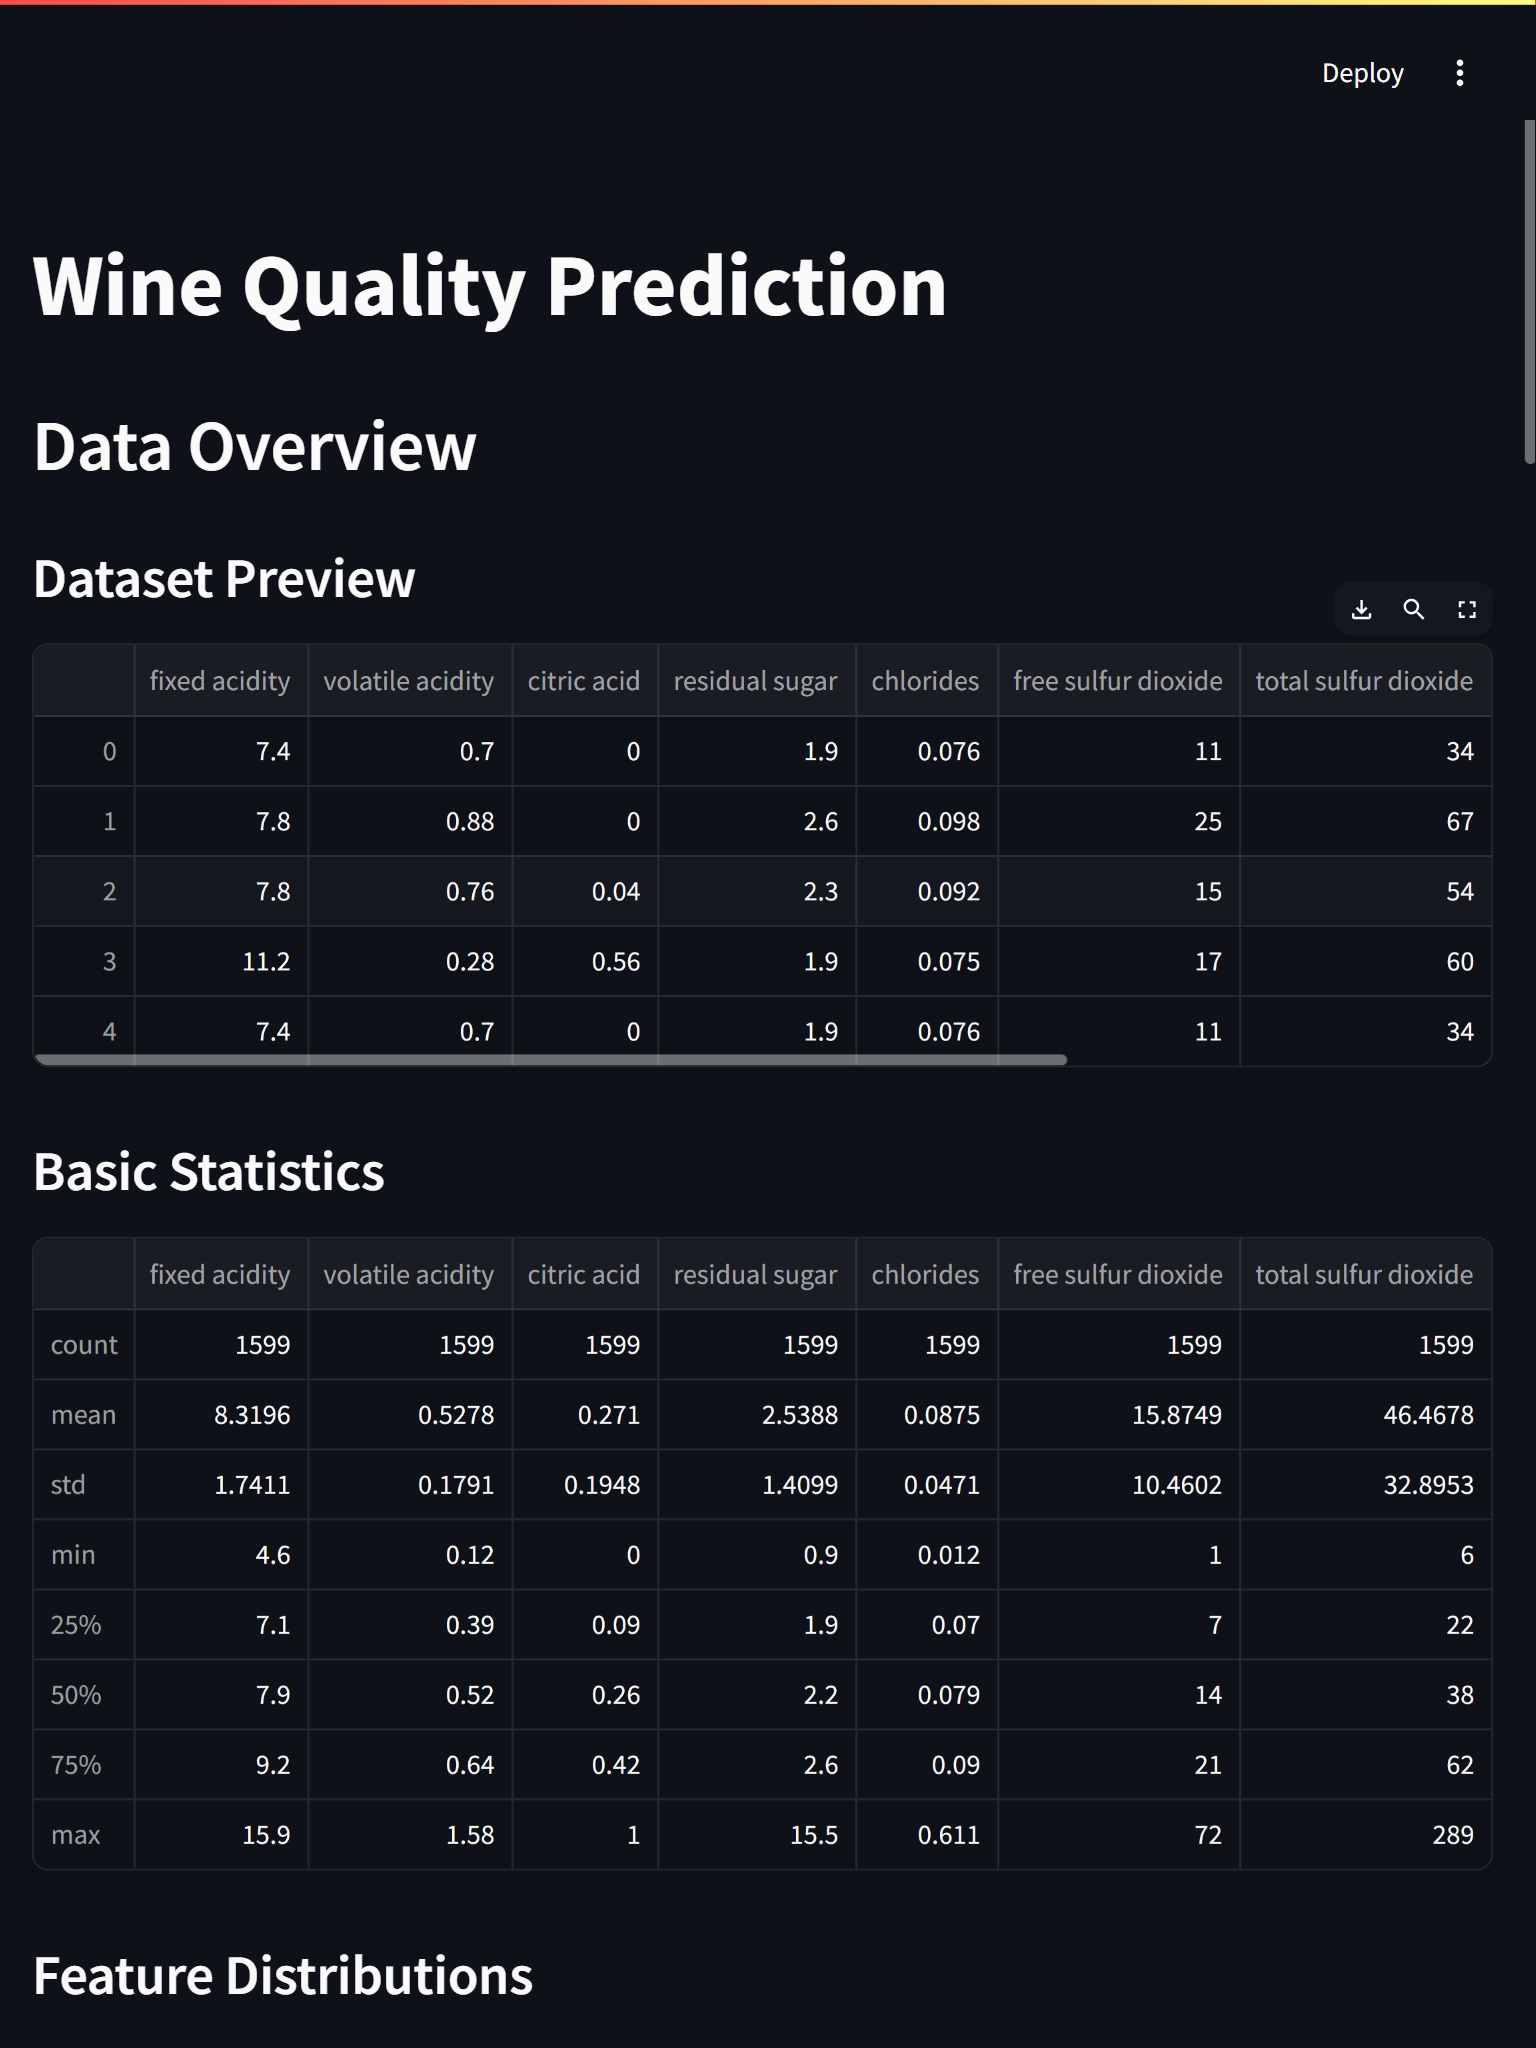 Deploy
Wine Quality Prediction
Data Overview
Dataset Preview
fixed acidity volatile acidity citric acid residual sugar chlorides free sulfur dioxide total sulfur dioxide
0 7.4 0.7 0 1.9 0.076 11 34
1 7.8 0.88 0 2.6 0.098 25 67
2 7.8 0.76 0.04 2.3 0.092 15 54
3 11.2 0.28 0.56 1.9 0.075 17 60
4 7.4 0.7 0 1.9 0.076 11 34
Basic Statistics
fixed acidity volatile acidity citric acid residual sugar chlorides free sulfur dioxide total sulfur dioxide
count 1599 1599 1599 1599 1599 1599 1599
mean 8.3196 0.5278 0.271 2.5388 0.0875 15.8749 46.4678
std 1.7411 0.1791 0.1948 1.4099 0.0471 10.4602 32.8953
min 4.6 0.12 0 0.9 0.012 1 6
25% 7.1 0.39 0.09 1.9 0.07 7 22
50% 7.9 0.52 0.26 2.2 0.079 14 38
75% 9.2 0.64 0.42 2.6 0.09 21 62
max 15.9 1.58 1 15.5 0.611 72 289
Feature Distributions